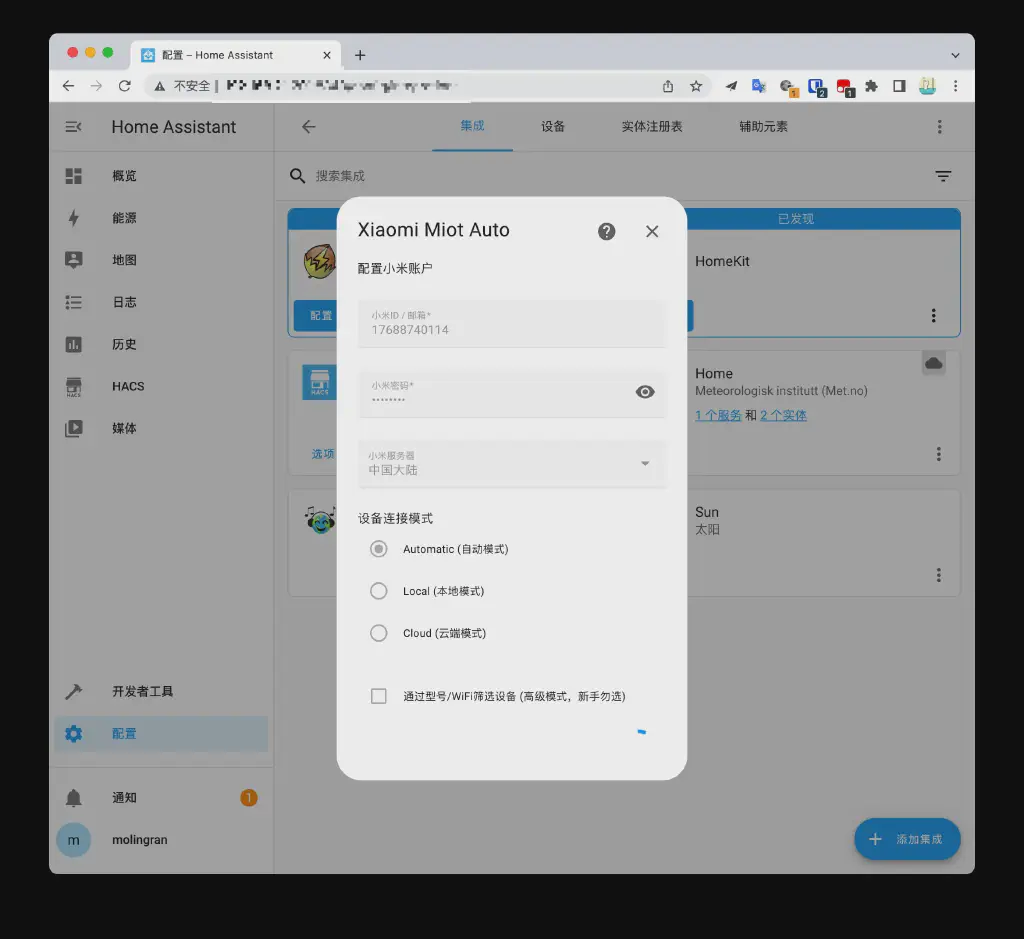 配置 – Home Assistant
不安全
1
2
1
Home Assistant
集成
设备
实体注册表
辅助元素
概览
搜索集成
能源
已发现
Xiaomi Miot Auto
地图
HomeKit
配置小米账户
日志
配置
小米ID / 邮箱*
17688740114
历史
HACS
HACS
HACS
小米密码*
••••••••
Home
Meteorologisk institutt (Met.no)
1 个服务 和 2 个实体
媒体
选项
小米服务器
中国大陆
设备连接模式
Sun
太阳
Automatic (自动模式)
Local (本地模式)
Cloud (云端模式)
开发者工具
通过型号/WiFi筛选设备 (高级模式，新手勿选)
配置
通知
1
m
molingran
添加集成